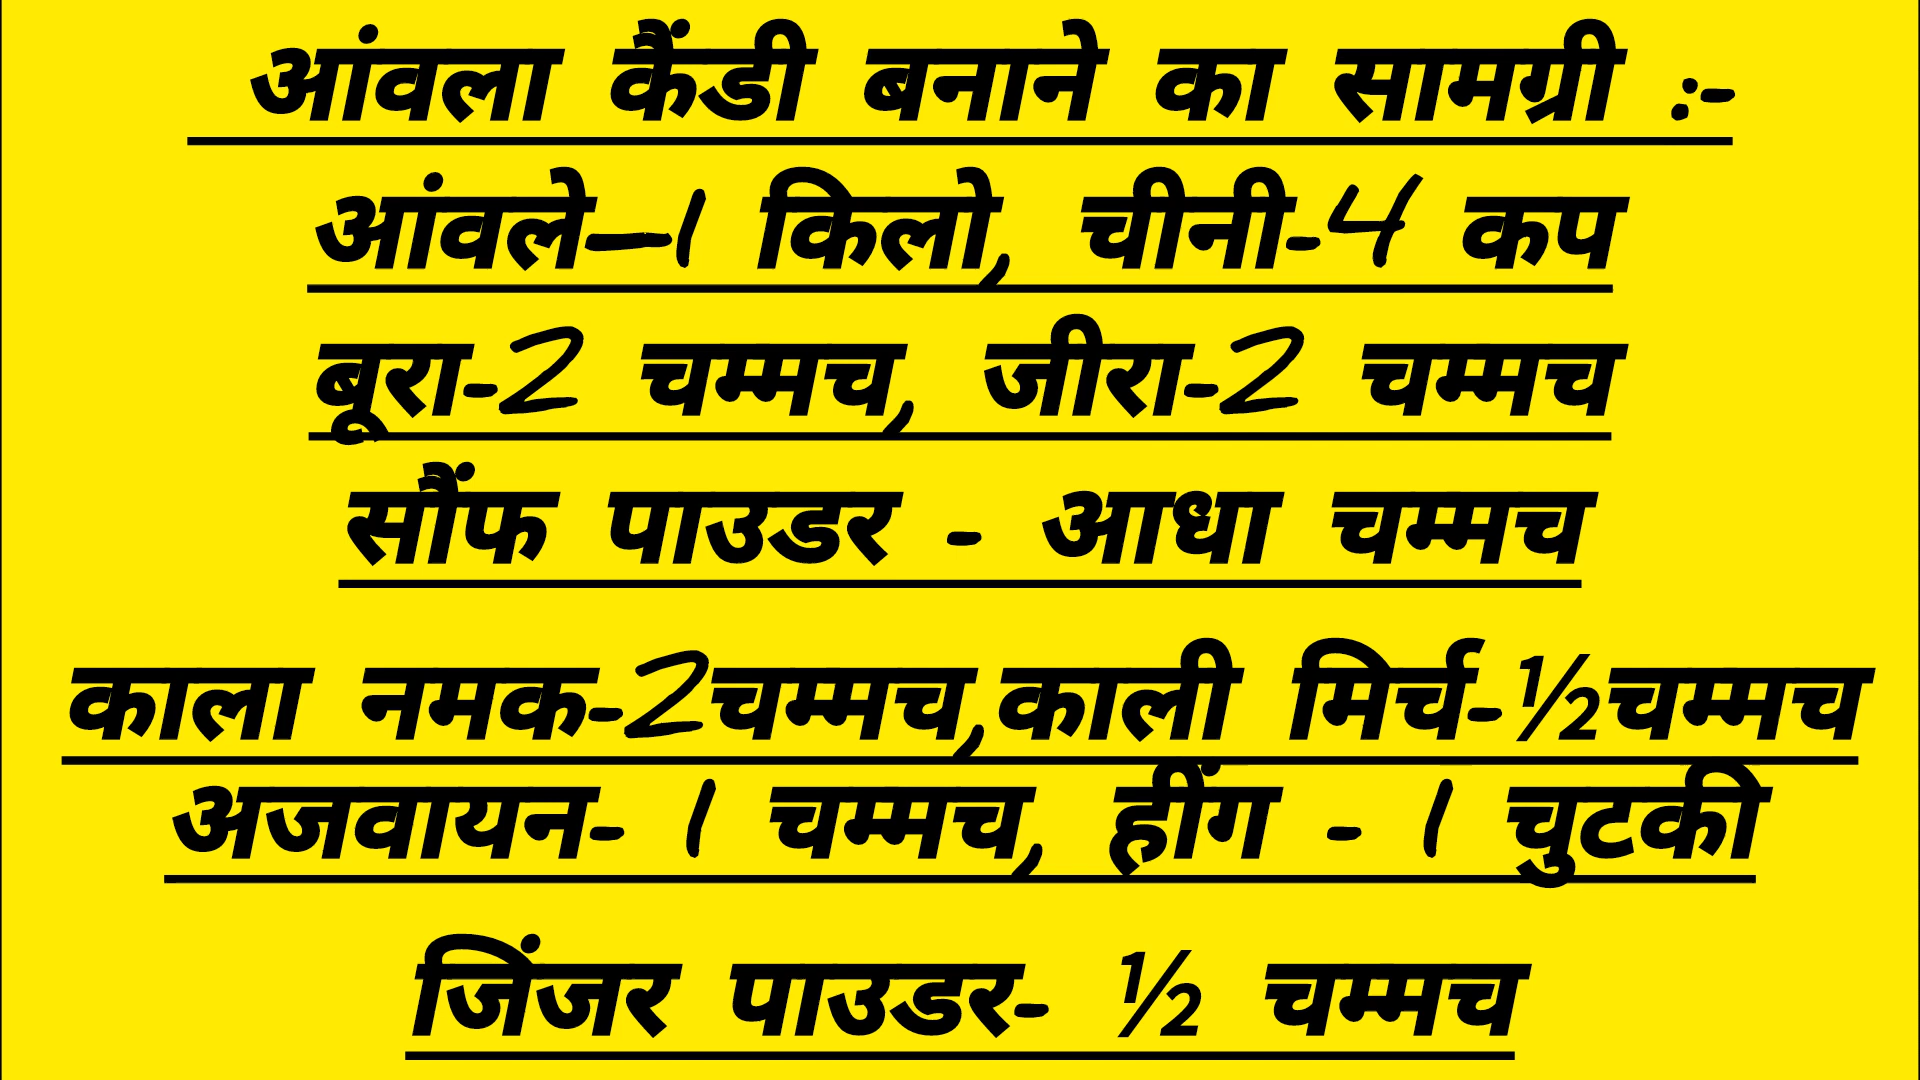 आंवला कैंडी बनाने का सामग्री :-
आंवले–1 किलो, चीनी-4 कप
बूरा-2 चम्मच, जीरा-2 चम्मच
सौंफ पाउडर - आधा चम्मच
काला नमक-2चम्मच,काली मिर्च-½चम्मच
अजवायन- 1 चम्मच, हींग - 1 चुटकी
जिंजर पाउडर- ½ चम्मच